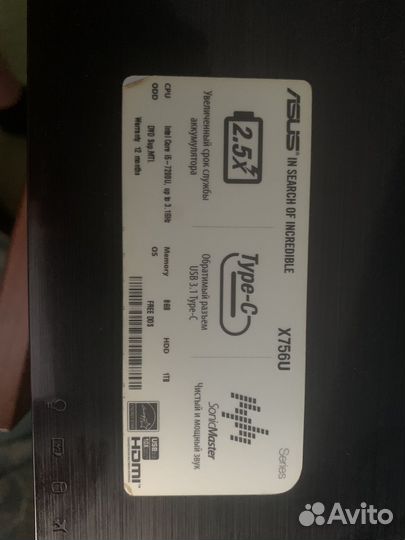 ASUS IN SEARCH OF INCREDIBLE
X756U
Series
2.5x
Увеличенный срок службы
аккумулятора
Type-C
Обратимый разъем
USB 3.1 Type-C
SonicMaster
Чистый и мощный звук
CPU Intel Core i5-7200U, up to 3.1GHz
Memory 8GB
HDD 1TB
ODD DVD Sup.MTL
OS FREE DOS
Warranty 12 months
HDMI
Avito